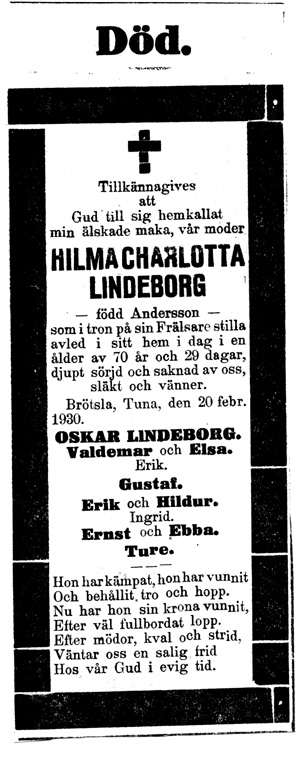 Död.
Tillkännagives
att
Gud till sig hemkallat
min älskade maka, vår moder
HILMA CHARLOTTA
LINDEBORG
— född Andersson —
som i tron på sin Frälsare stilla
avled i sitt hem i dag i en
ålder av 70 år och 29 dagar,
djupt sörjd och saknad av oss,
släkt och vänner.
Brötsla, Tuna, den 20 febr.
1930.
OSKAR LINDEBORG.
Valdemar och Elsa.
Erik.
Gustaf.
Erik och Hildur.
Ingrid.
Ernst och Ebba.
Ture.
Hon har kämpat, hon har vunnit
Och behållit tro och hopp.
Nu har hon sin krona vunnit,
Efter väl fullbordat lopp.
Efter mödor, kval och strid,
Väntar oss en salig frid
Hos vår Gud i evig tid.